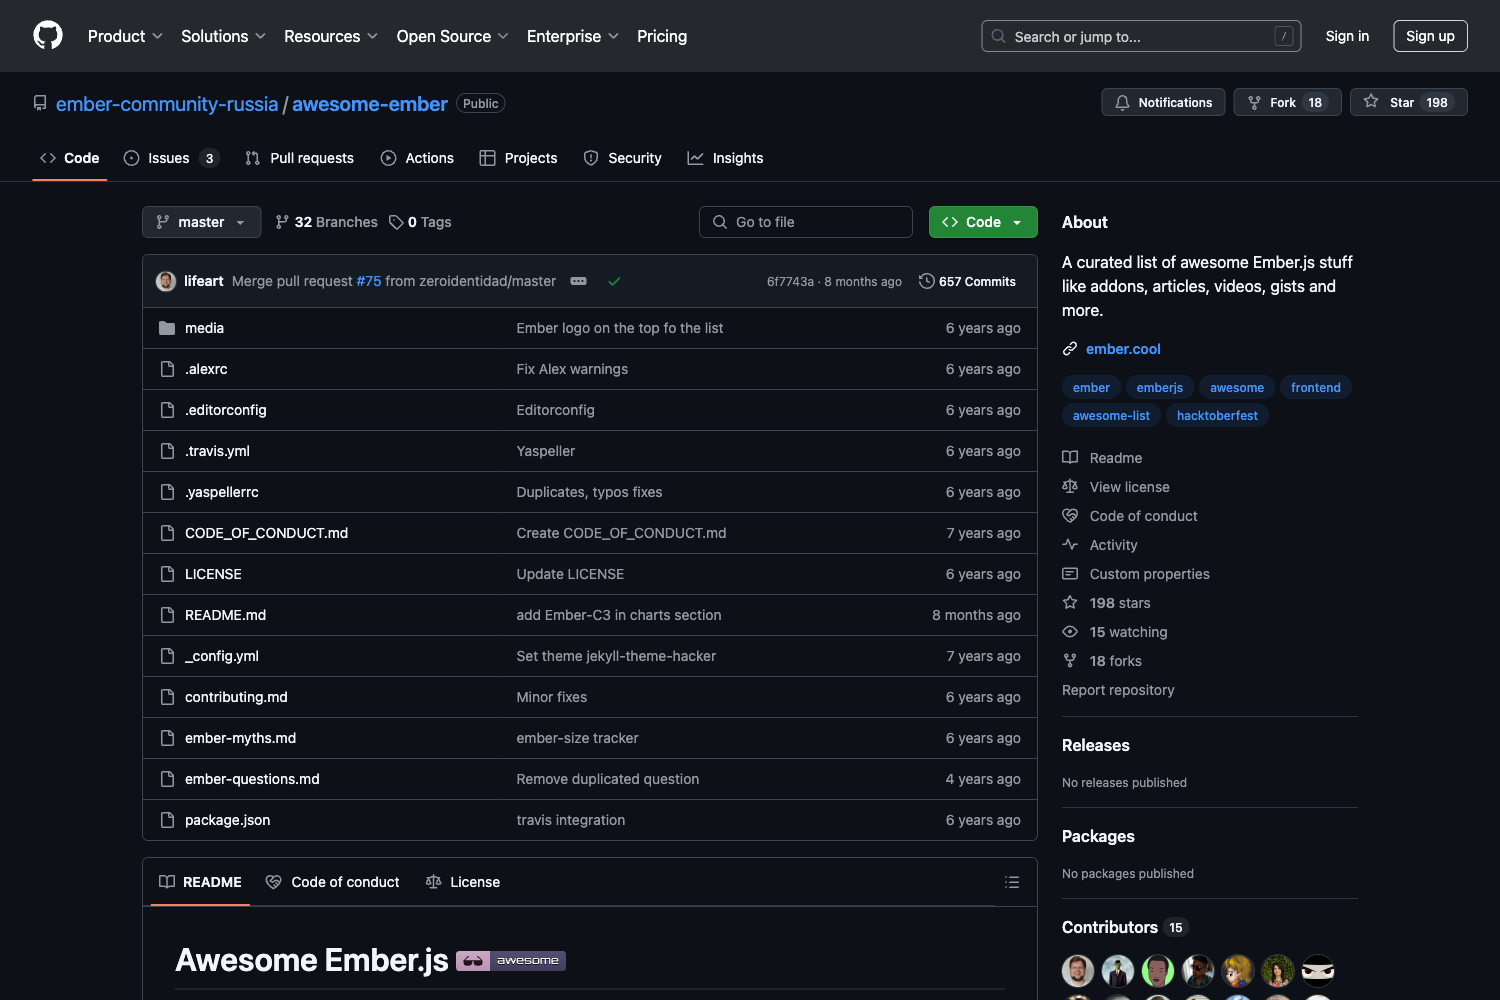 Product Solutions Resources Open Source Enterprise Pricing Search or jump to... / Sign in Sign up
ember-community-russia / awesome-ember Public Notifications Fork 18 Star 198
Code Issues 3 Pull requests Actions Projects Security Insights
master 32 Branches 0 Tags Go to file Code
lifeart Merge pull request #75 from zeroidentidad/master 6f7743a · 8 months ago 657 Commits
media Ember logo on the top fo the list 6 years ago
.alexrc Fix Alex warnings 6 years ago
.editorconfig Editorconfig 6 years ago
.travis.yml Yaspeller 6 years ago
.yaspellerrc Duplicates, typos fixes 6 years ago
CODE_OF_CONDUCT.md Create CODE_OF_CONDUCT.md 7 years ago
LICENSE Update LICENSE 6 years ago
README.md add Ember-C3 in charts section 8 months ago
_config.yml Set theme jekyll-theme-hacker 7 years ago
contributing.md Minor fixes 6 years ago
ember-myths.md ember-size tracker 6 years ago
ember-questions.md Remove duplicated question 4 years ago
package.json travis integration 6 years ago
README Code of conduct License
Awesome Ember.js awesome
About
A curated list of awesome Ember.js stuff
like addons, articles, videos, gists and
more.
ember.cool
ember emberjs awesome frontend
awesome-list hacktoberfest
Readme
View license
Code of conduct
Activity
Custom properties
198 stars
15 watching
18 forks
Report repository
Releases
No releases published
Packages
No packages published
Contributors 15